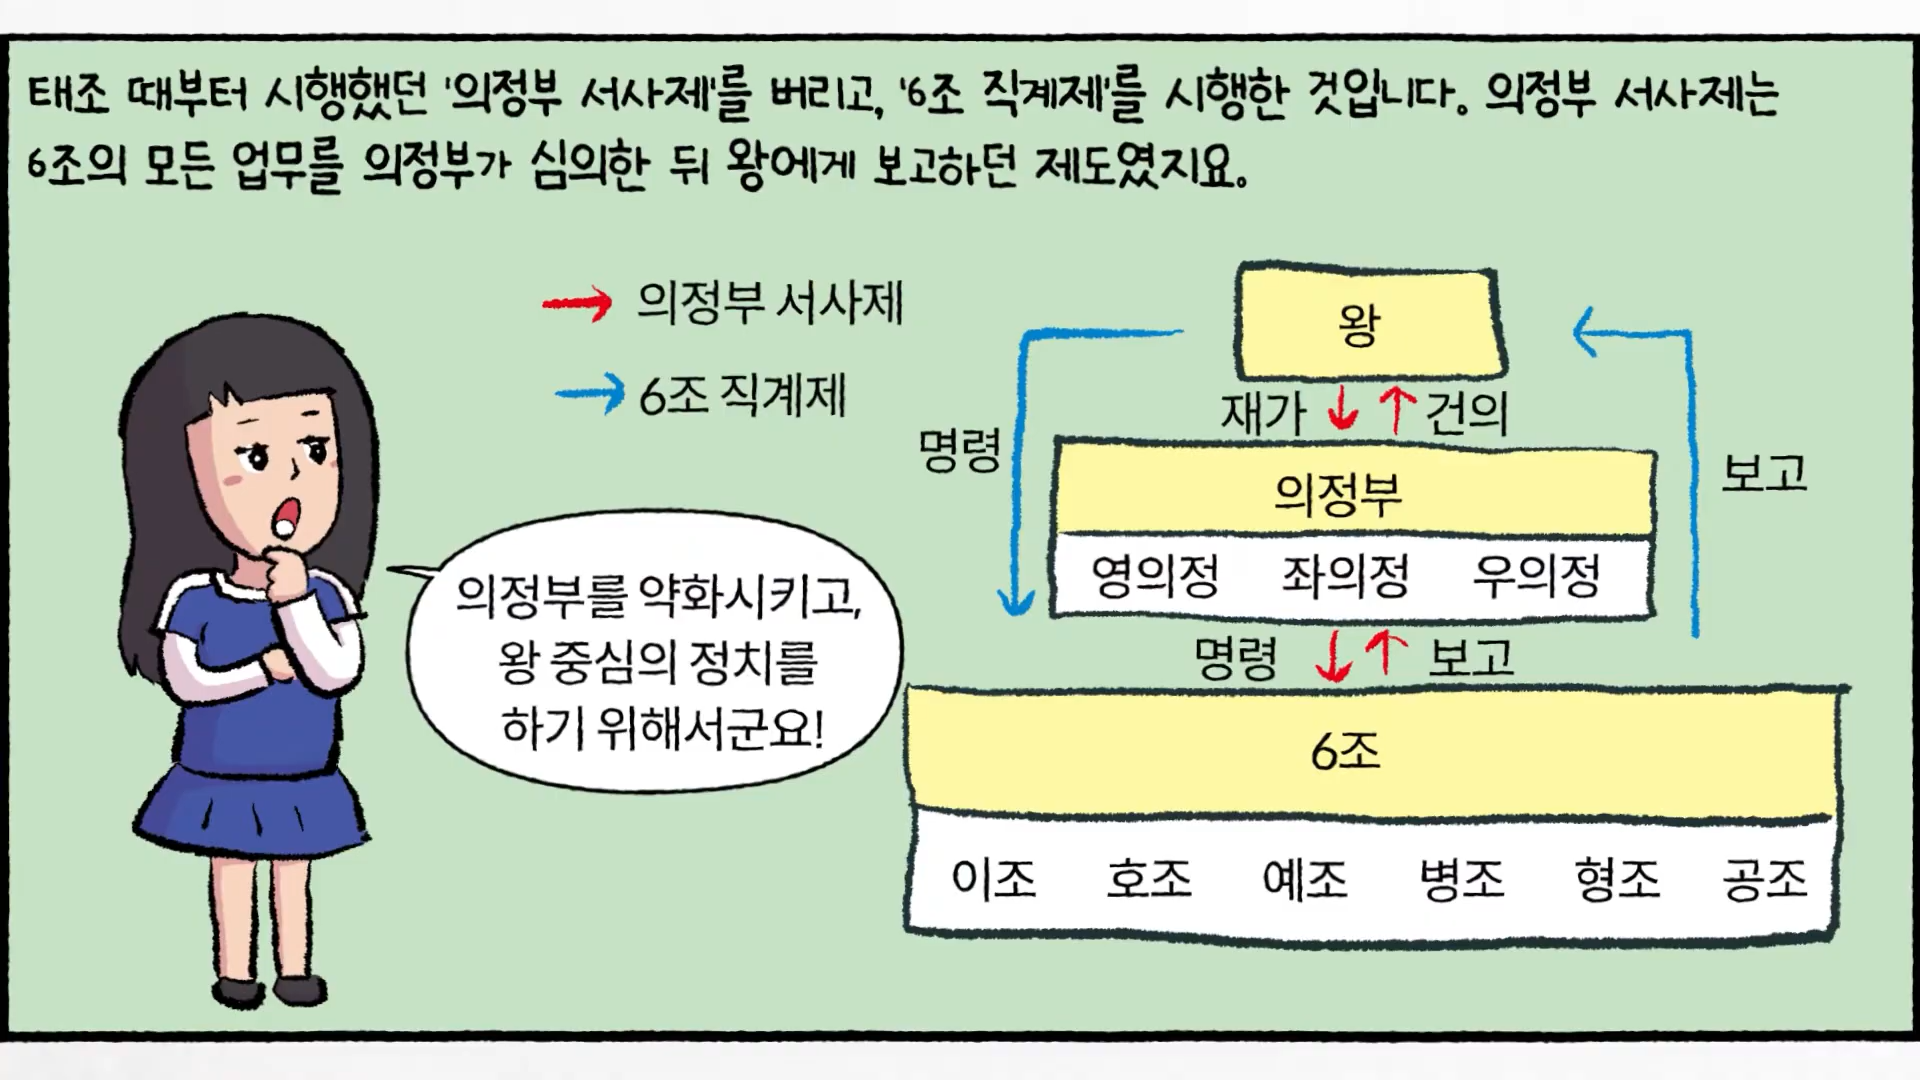 태조 때부터 시행했던 '의정부 서사제'를 버리고, '6조 직계제'를 시행한 것입니다. 의정부 서사제는
6조의 모든 업무를 의정부가 심의한 뒤 왕에게 보고하던 제도였지요.
의정부 서사제
6조 직계제
의정부를 약화시키고,
왕 중심의 정치를
하기 위해서군요!
왕
재가 건의
명령
보고
의정부
영의정 좌의정 우의정
명령 보고
6조
이조 호조 예조 병조 형조 공조